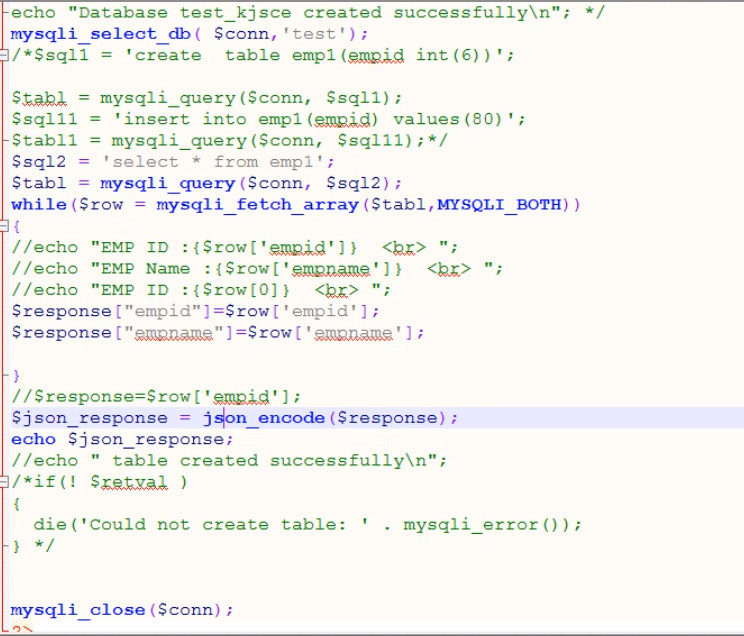 echo "Database test_kjsce created successfully\n"; */
mysqli_select_db( $conn,'test');
/*$sql1 = 'create  table emp1(empid int(6))';
$tabl = mysqli_query($conn, $sql1);
$sql11 = 'insert into emp1(empid) values(80)';
$tabl1 = mysqli_query($conn, $sql11);*/
$sql2 = 'select * from emp1';
$tabl = mysqli_query($conn, $sql2);
while($row = mysqli_fetch_array($tabl,MYSQLI_BOTH))
{
//echo "EMP ID :{$row['empid']}  <br> ";
//echo "EMP Name :{$row['empname']}  <br> ";
//echo "EMP ID :{$row[0]}  <br> ";
$response["empid"]=$row['empid'];
$response["empname"]=$row['empname'];
}
//$response=$row['empid'];
$json_response = json_encode($response);
echo $json_response;
//echo " table created successfully\n";
/*if(! $retval )
{
  die('Could not create table: ' . mysqli_error());
} */
mysqli_close($conn);
?>